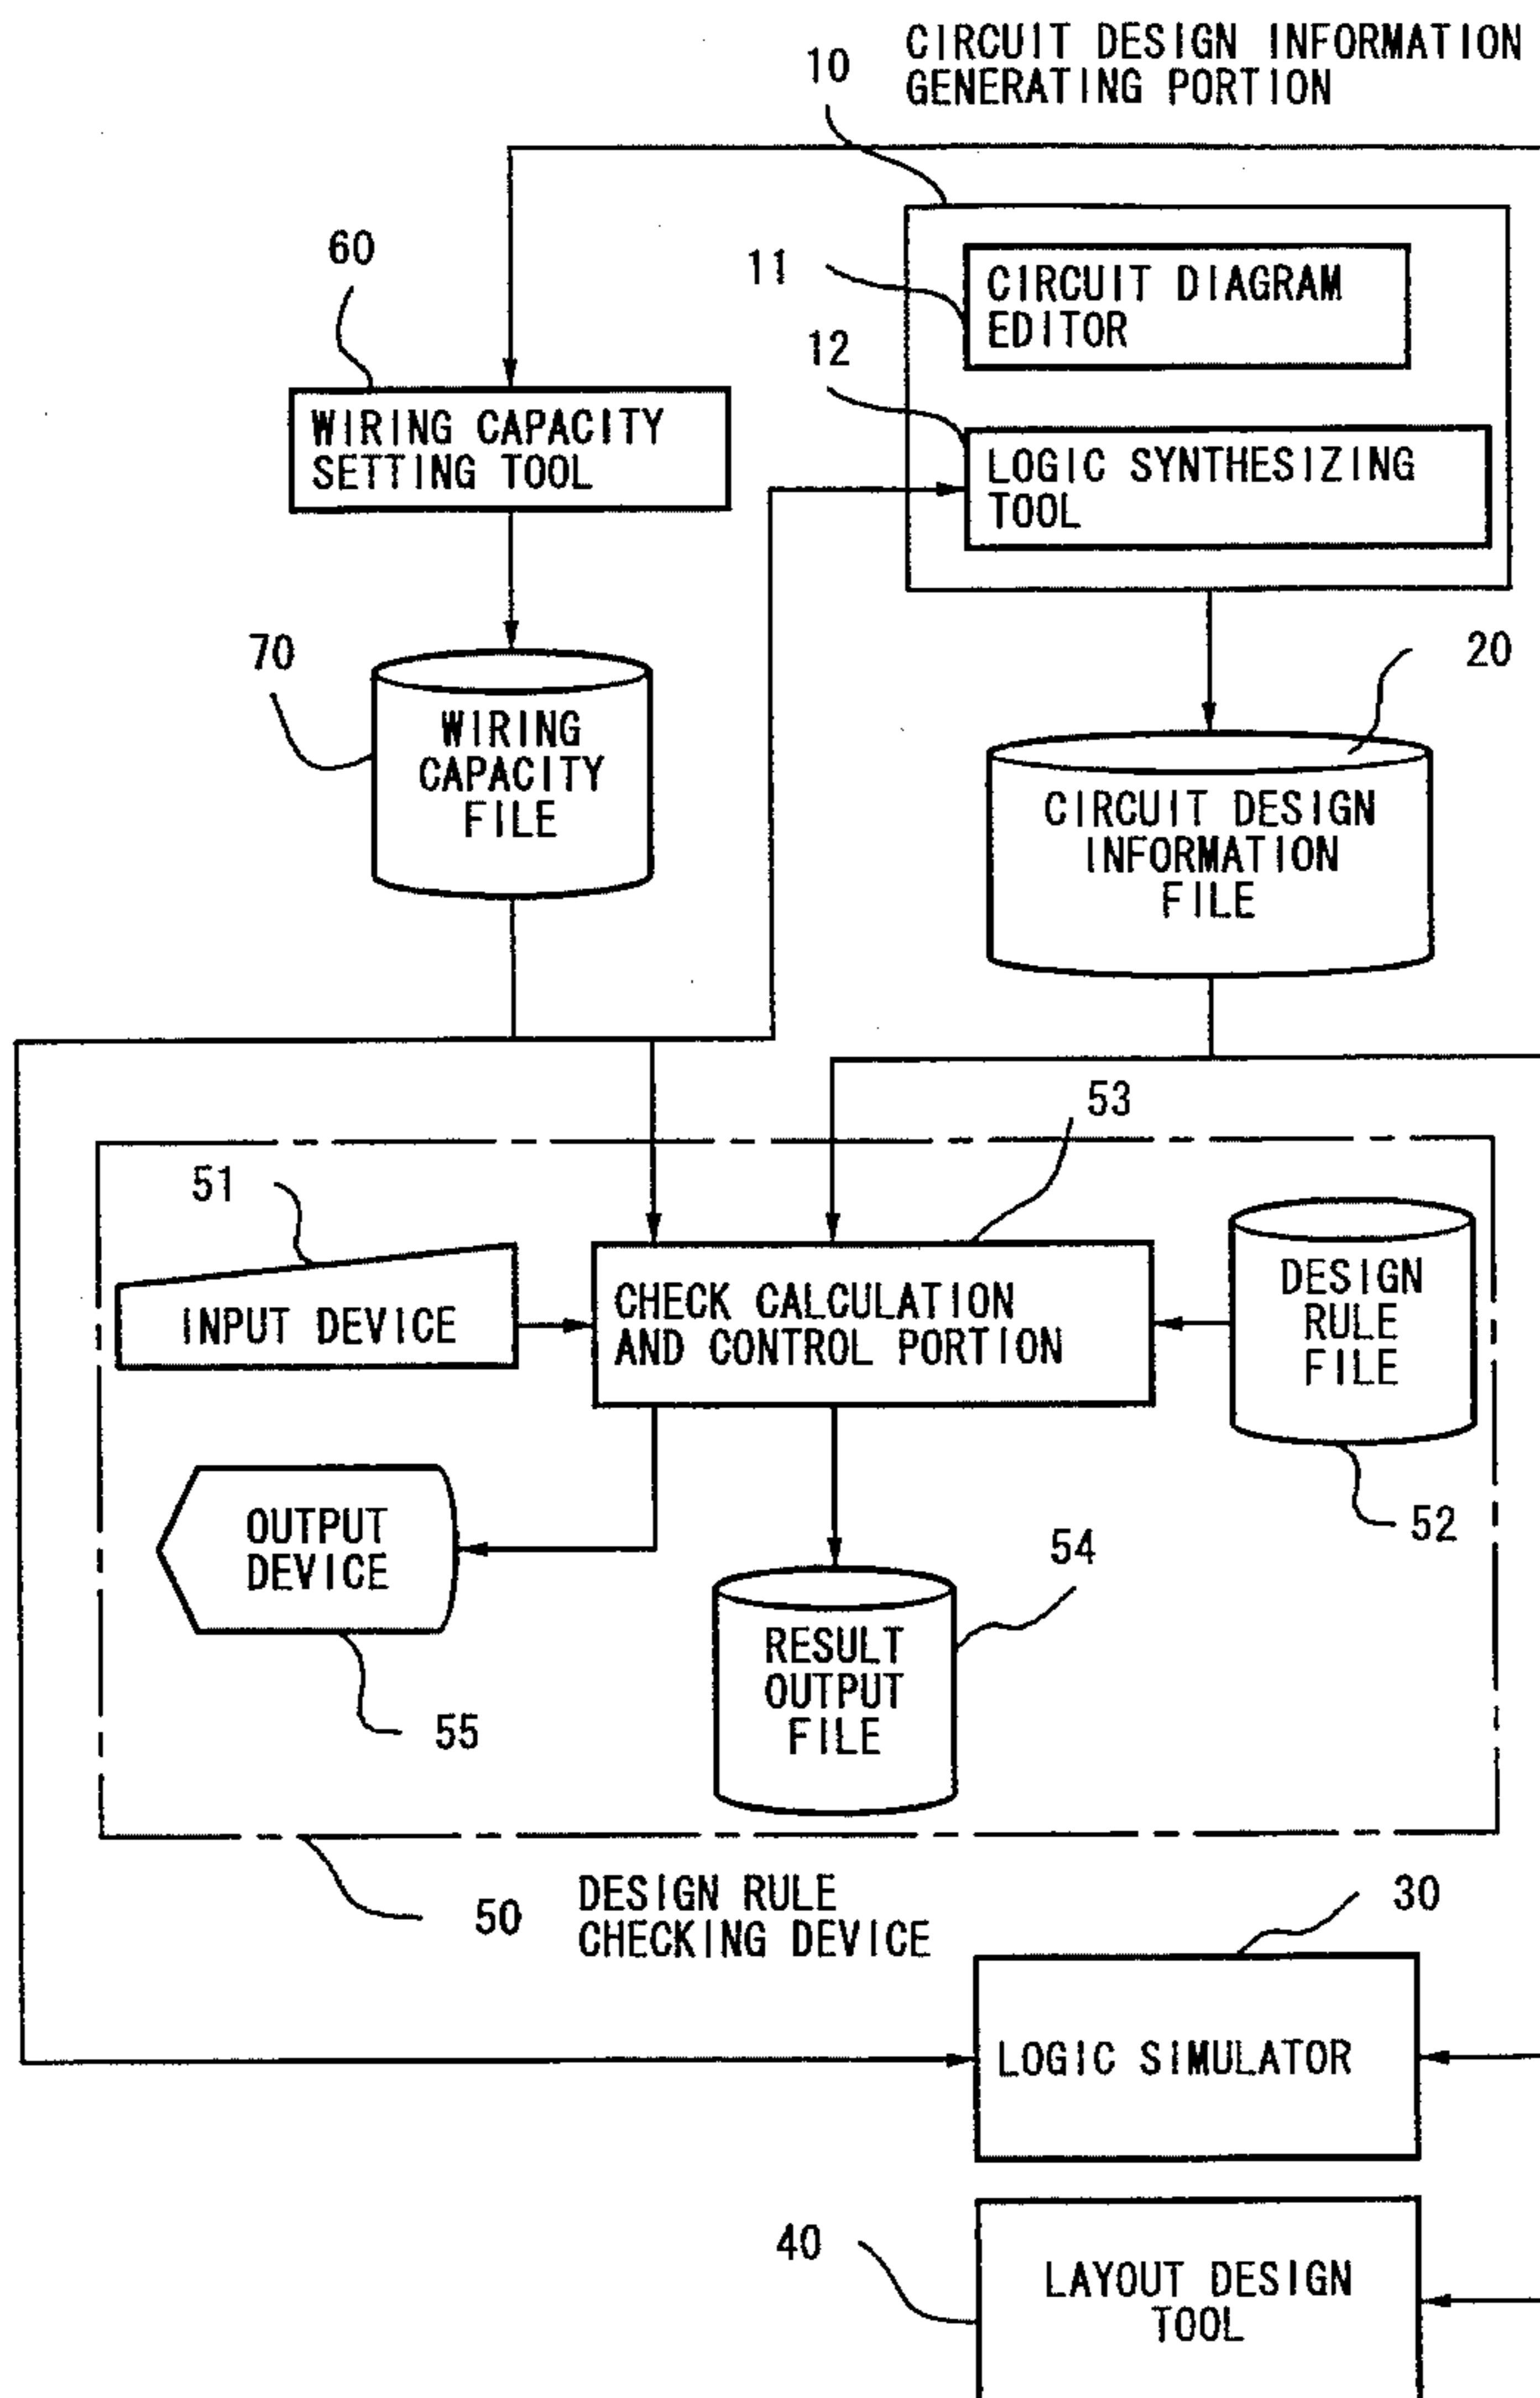 CIRCUIT DESIGN INFORMATION
GENERATING PORTION
10
60
11
CIRCUIT DIAGRAM
EDITOR
12
WIRING CAPACITY
SETTING TOOL
LOGIC SYNTHESIZING
TOOL
70
20
WIRING
CAPACITY
FILE
CIRCUIT DESIGN
INFORMATION
FILE
53
51
INPUT DEVICE
CHECK CALCULATION
AND CONTROL PORTION
DESIGN
RULE
FILE
52
OUTPUT
DEVICE
54
RESULT
OUTPUT
FILE
55
50
DESIGN RULE
CHECKING DEVICE
30
LOGIC SIMULATOR
40
LAYOUT DESIGN
TOOL